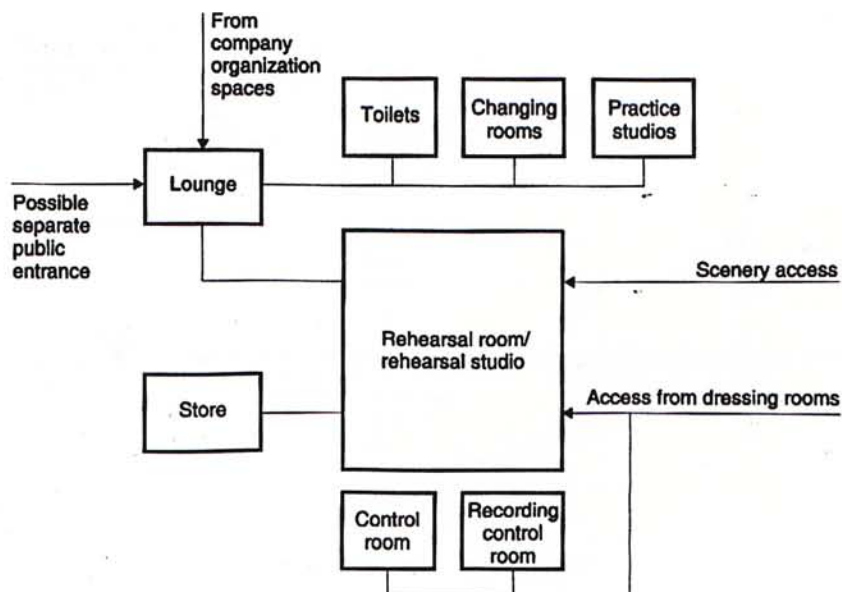 From
company
organization
spaces
Toilets
Changing
rooms
Practice
studios
Lounge
Possible
separate
public
entrance
Scenery access
Rehearsal room/
rehearsal studio
Access from dressing rooms
Store
Control
room
Recording
control
room